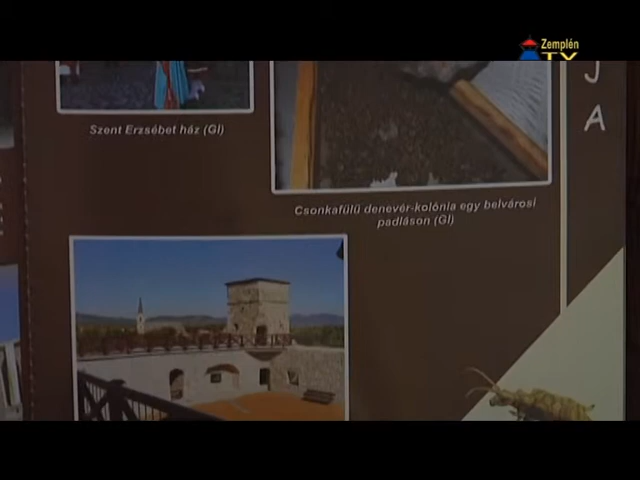 Zemplén
TV
J
A
Szent Erzsébet ház (GI)
Csonkafülű denevér-kolónia egy belvárosi
padláson (GI)